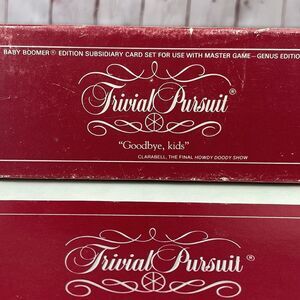 BABY BOOMER® EDITION SUBSIDIARY CARD SET FOR USE WITH MASTER GAME—GENUS EDITION
Trivial Pursuit®
"Goodbye, kids"
CLARABELL, THE FINAL HOWDY DOODY SHOW
Trivial Pursuit®